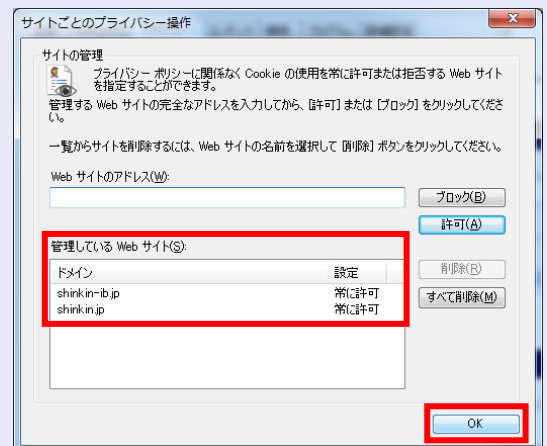 サイトごとのプライバシー操作
サイトの管理
プライバシー ポリシーに関係なく Cookie の使用を常に許可または拒否する Web サイト
を指定することができます。
管理する Web サイトの完全なアドレスを入力してから、[許可] または [ブロック] をクリックしてくださ
い。
一覧からサイトを削除するには、Web サイトの名前を選択して [削除] ボタンをクリックしてください。
Web サイトのアドレス(W):
ブロック(B)
許可(A)
管理している Web サイト(S):
ドメイン 設定
削除(R)
shinkin-ib.jp 常に許可
shinkin.jp 常に許可
すべて削除(M)
OK